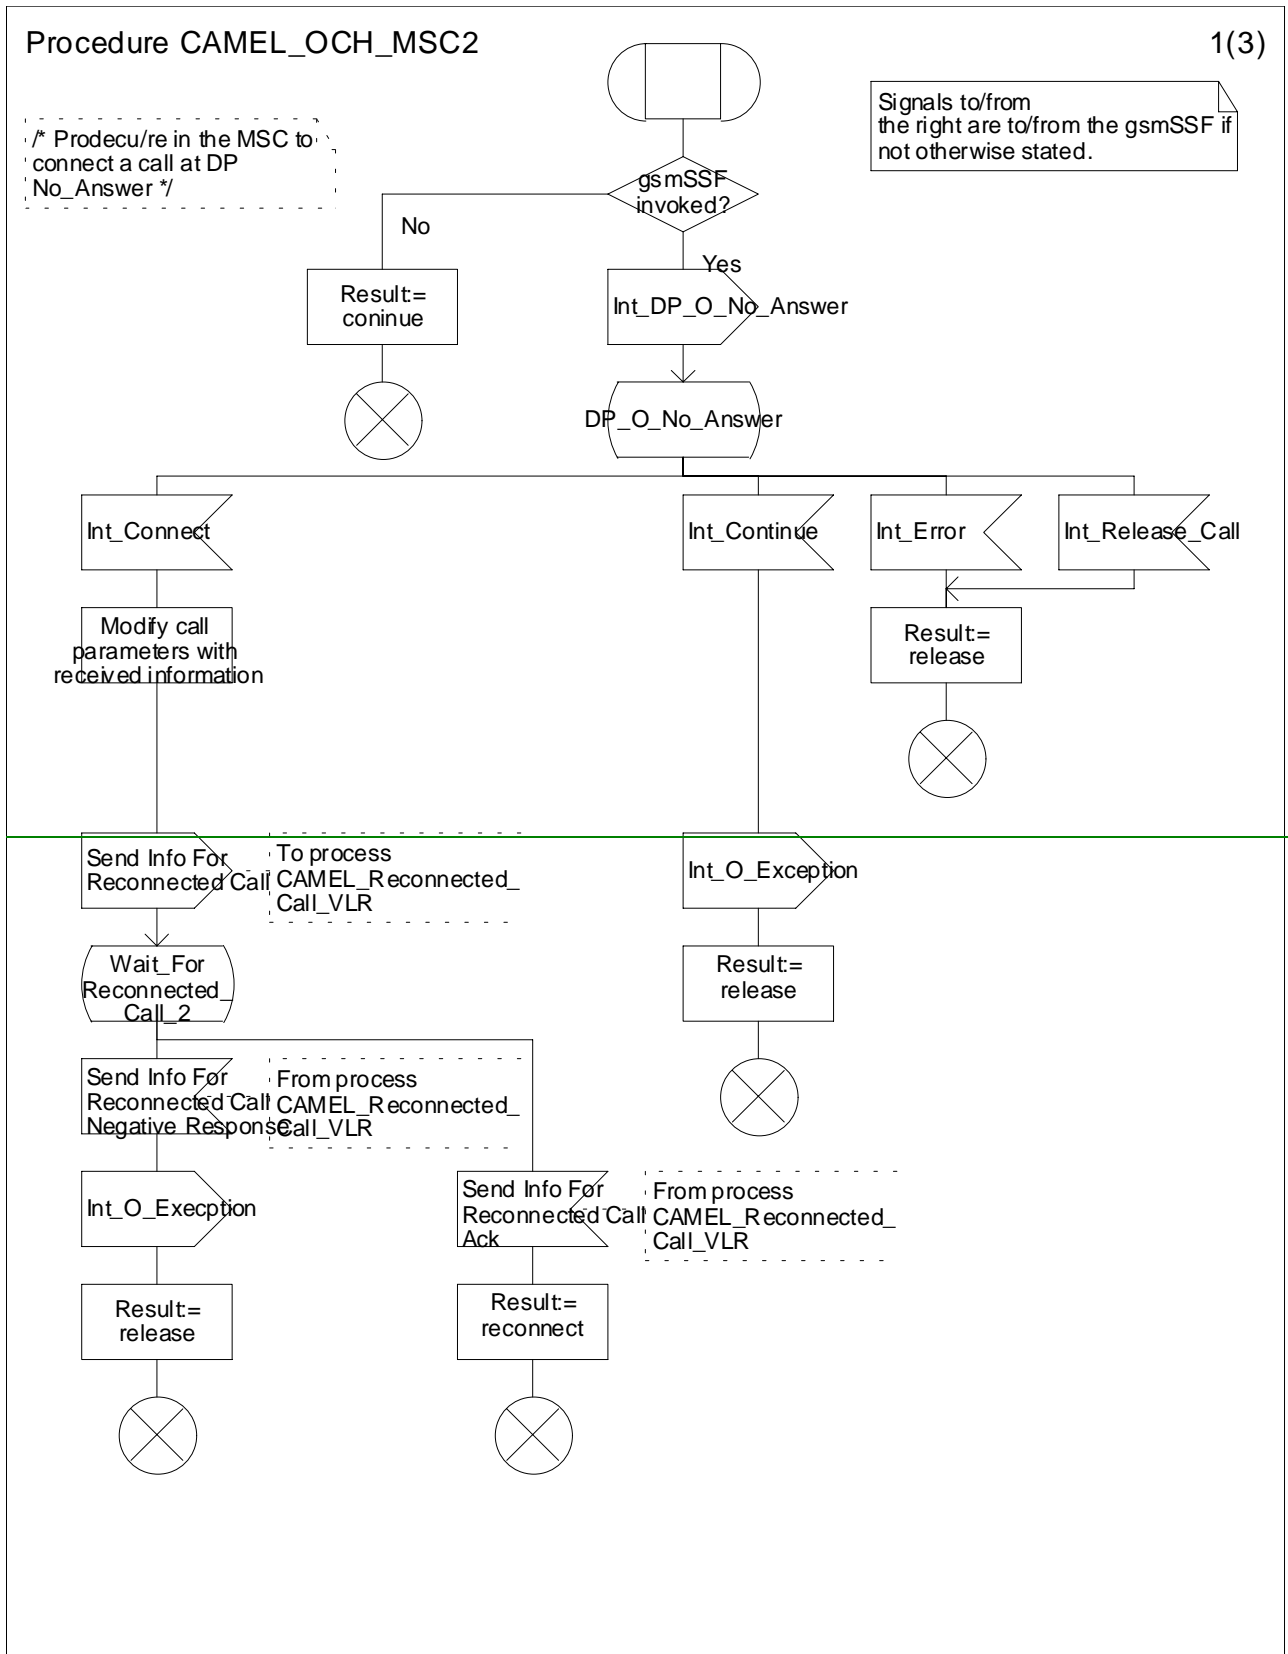 Procedure CAMEL_OCH_MSC2
1(3)
/* Prodecu/re in the MSC to
connect a call at DP
No_Answer */
Signals to/from
the right are to/from the gsmSSF if
not otherwise stated.
gsmSSF
invoked?
No
Yes
Result:=
coninue
Int_DP_O_No_Answer
DP_O_No_Answer
Int_Connect
Int_Continue
Int_Error
Int_Release_Call
Modify call
parameters with
received information
Result:=
release
Send Info For
Reconnected Call
To process
CAMEL_Reconnected_
Call_VLR
Int_O_Exception
Wait_For
Reconnected_
Call_2
Result:=
release
Send Info For
Reconnected Call
Negative Response
From process
CAMEL_Reconnected_
Call_VLR
Int_O_Execption
Send Info For
Reconnected Call
Ack
From process
CAMEL_Reconnected_
Call_VLR
Result:=
release
Result:=
reconnect